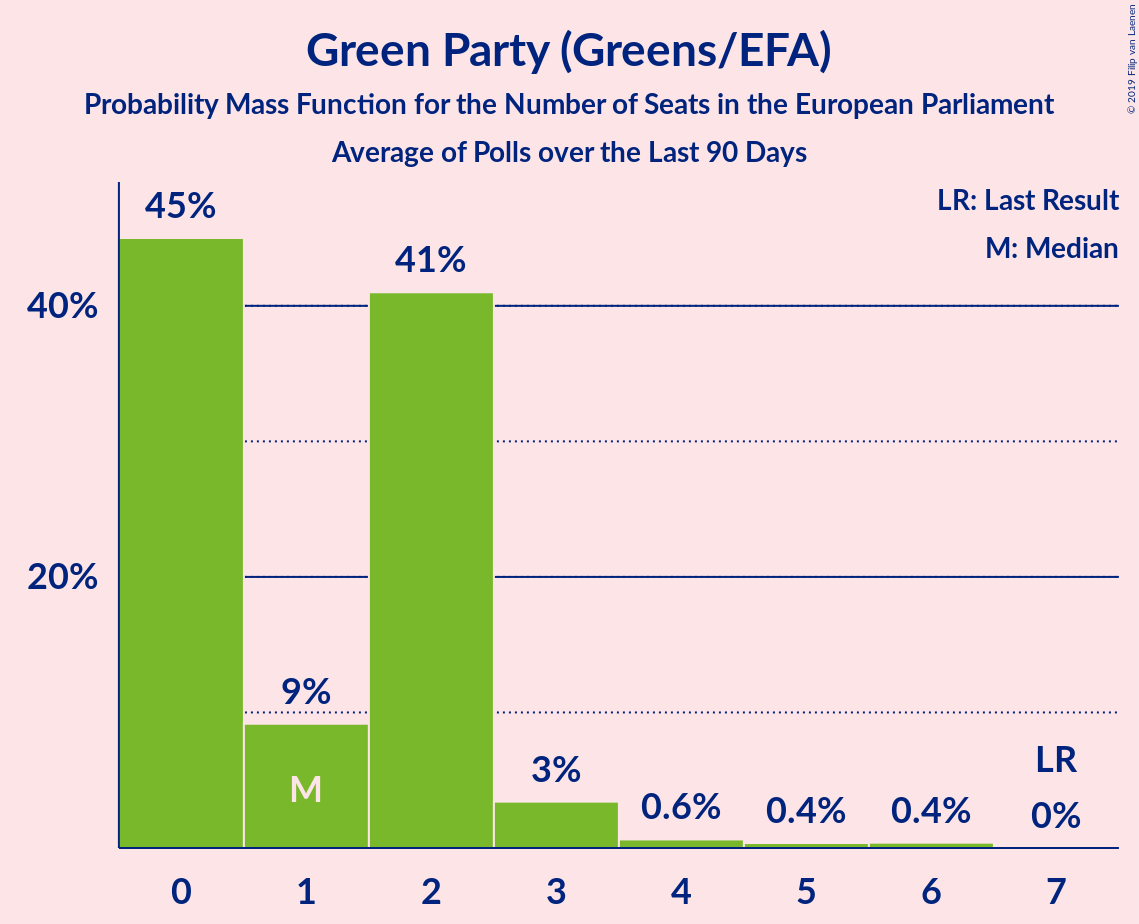 Green Party (Greens/EFA)
Probability Mass Function for the Number of Seats in the European Parliament
Average of Polls over the Last 90 Days
© 2019 Filip van Laenen
LR: Last Result
M: Median
45%
41%
40%
20%
9%
M
3%
0.6%
0.4%
0.4%
LR
0%
0 1 2 3 4 5 6 7